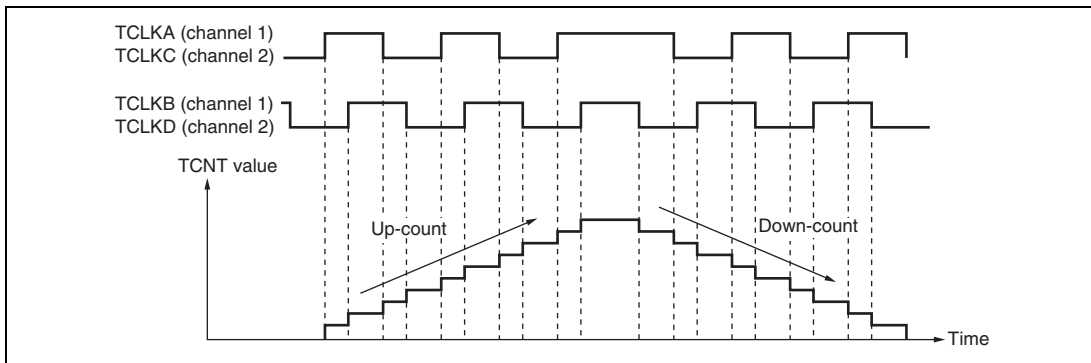 TCLKA (channel 1)
TCLKC (channel 2)
TCLKB (channel 1)
TCLKD (channel 2)
TCNT value
Up-count
Down-count
Time